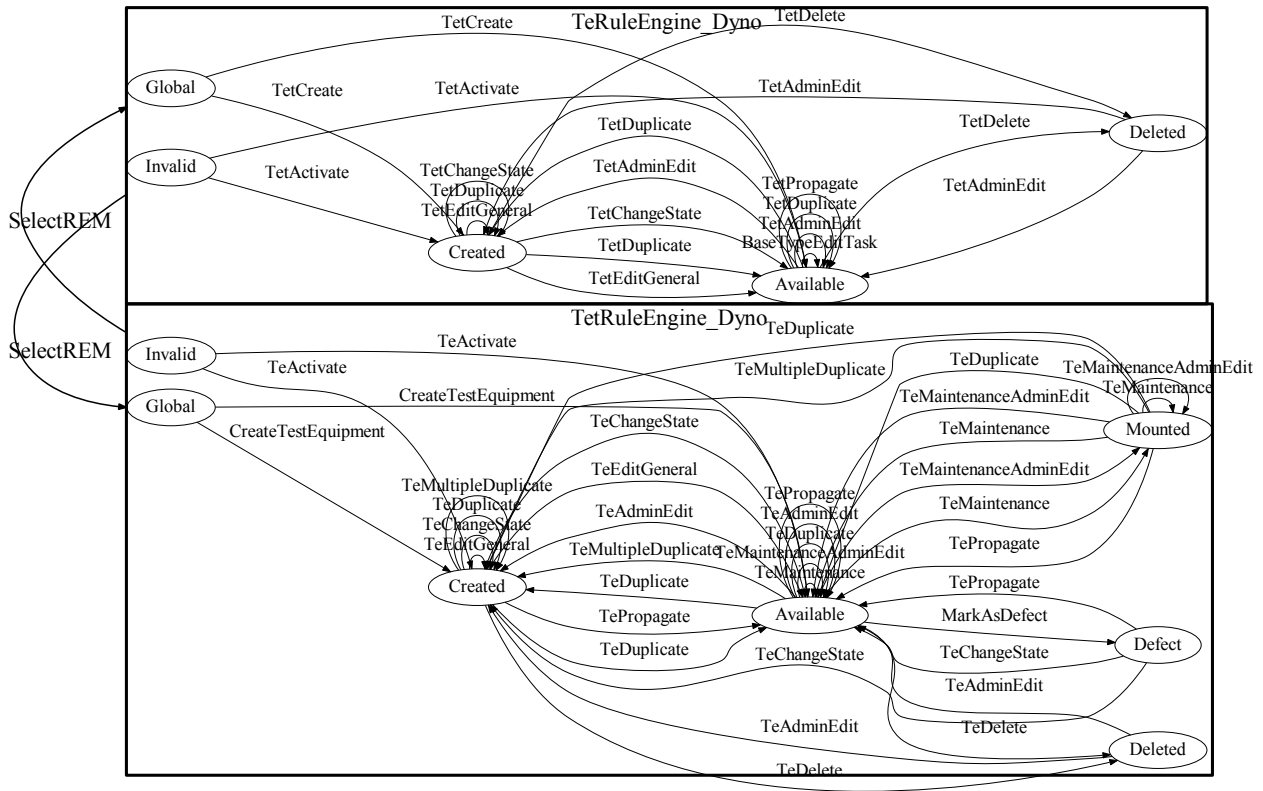 TeRuleEngine_Dyno
TetCreate
TetDelete
Global
TetCreate
TetActivate
TetAdminEdit
TetDuplicate
TetDelete
Deleted
Invalid
TetActivate
TetChangeState
TetAdminEdit
TetPropagate
TetAdminEdit
TetDuplicate
TetDuplicate
TetEditGeneral
TetChangeState
TetAdminEdit
SelectREM
TetDuplicate
BaseTypeEditTask
Created
TetEditGeneral
Available
TetRuleEngine_Dyno
TeDuplicate
SelectREM
Invalid
TeActivate
TeDuplicate
TeActivate
TeMultipleDuplicate
TeMaintenanceAdminEdit
TeMaintenance
CreateTestEquipment
TeMaintenanceAdminEdit
Global
CreateTestEquipment
TeChangeState
TeMaintenance
Mounted
TeEditGeneral
TeMaintenanceAdminEdit
TeMultipleDuplicate
TePropagate
TeDuplicate
TeAdminEdit
TeAdminEdit
TeMaintenance
TeChangeState
TeDuplicate
TeEditGeneral
TeMultipleDuplicate
TeMaintenanceAdminEdit
TePropagate
TeMaintenance
Created
TeDuplicate
TePropagate
TePropagate
Available
MarkAsDefect
TeDuplicate
TeChangeState
TeChangeState
Defect
TeAdminEdit
TeAdminEdit
TeDelete
Deleted
TeDelete